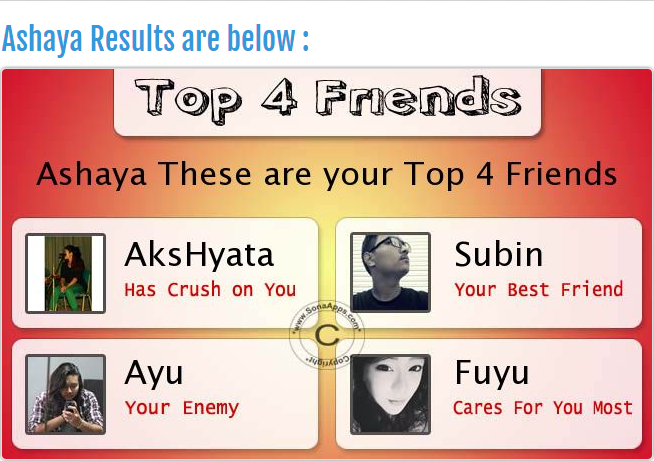 Ashaya Results are below :
Top 4 Friends
Ashaya These are your Top 4 Friends
AksHyata
Has Crush on You
Subin
Your Best Friend
*www.SonaApps.com*
C
Copyright*
Ayu
Your Enemy
Fuyu
Cares For You Most